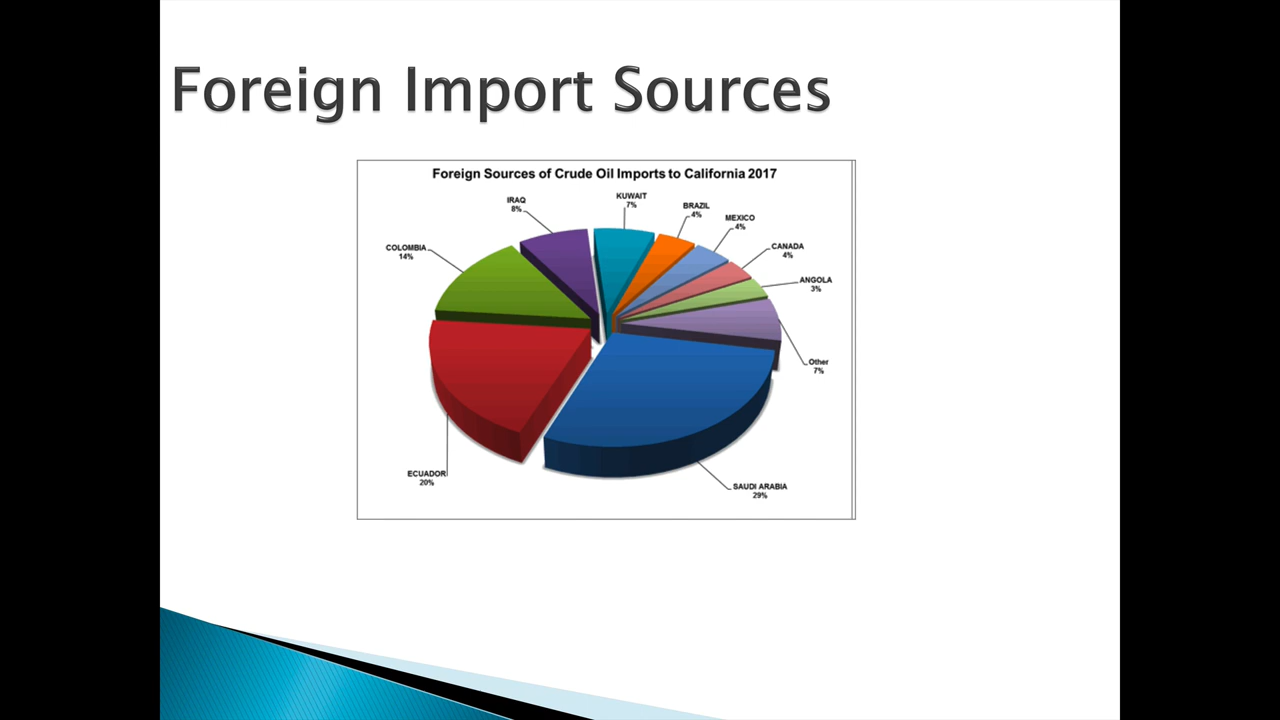 Foreign Import Sources
Foreign Sources of Crude Oil Imports to California 2017
IRAQ
8%
KUWAIT
7%
BRAZIL
4%
MEXICO
4%
COLOMBIA
14%
CANADA
4%
ANGOLA
3%
Other
7%
ECUADOR
20%
SAUDI ARABIA
29%